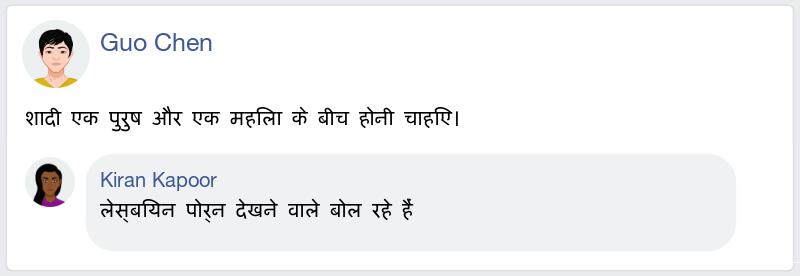 Guo Chen
शादी एक पुरुष और एक महिला के बीच होनी चाहिए।
Kiran Kapoor
लेस्बियन पोर्न देखने वाले बोल रहे हैं